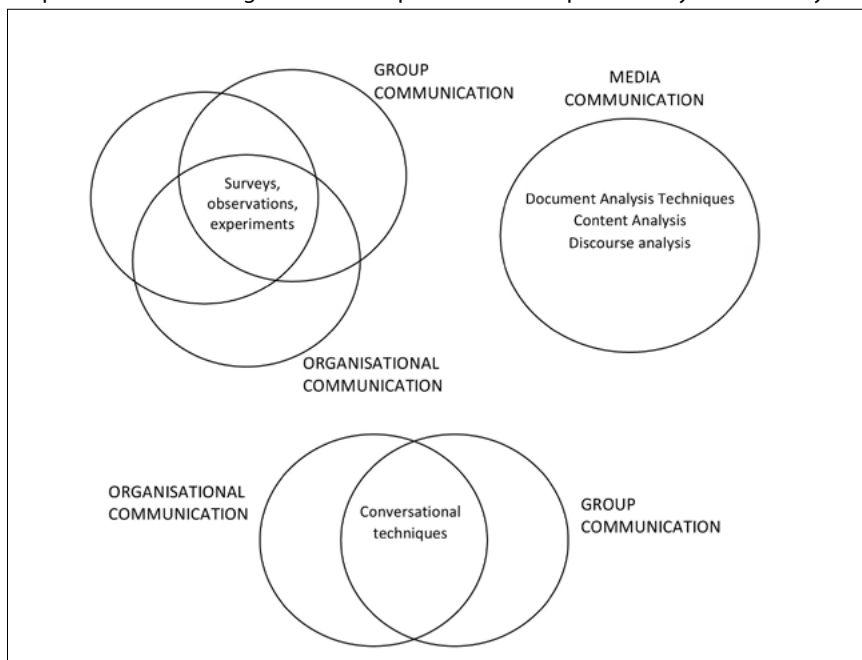 GROUP
COMMUNICATION
Surveys,
observations,
experiments
ORGANISATIONAL
COMMUNICATION
MEDIA
COMMUNICATION
Document Analysis Techniques
Content Analysis
Discourse analysis
ORGANISATIONAL
COMMUNICATION
Conversational
techniques
GROUP
COMMUNICATION